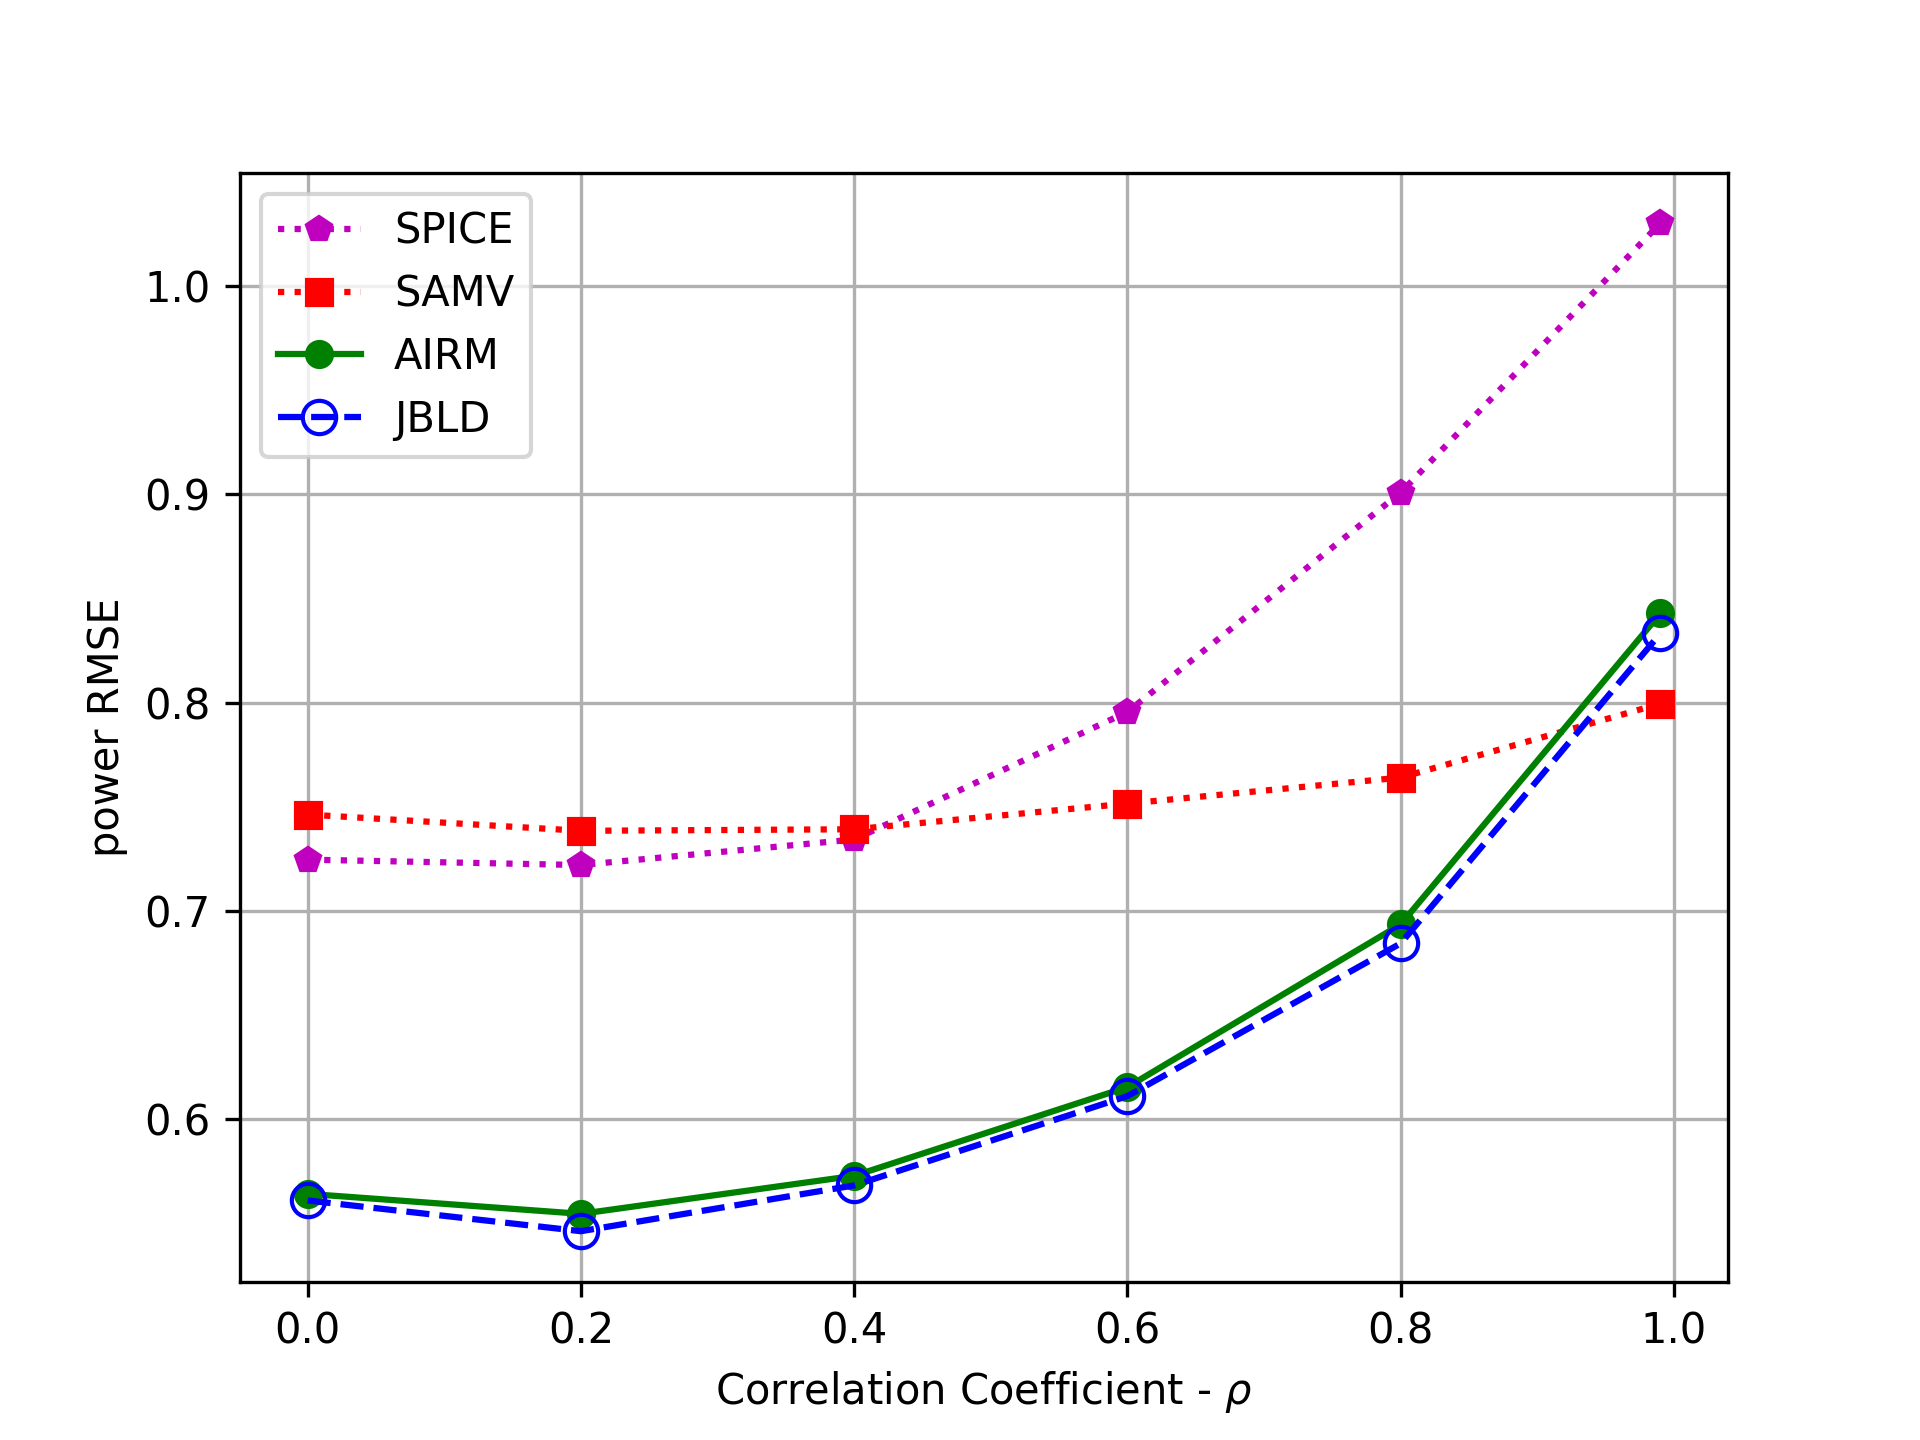 SPICE
SAMV
AIRM
JBLD
power RMSE
1.0
0.9
0.8
0.7
0.6
0.0 0.2 0.4 0.6 0.8 1.0
Correlation Coefficient - ρ